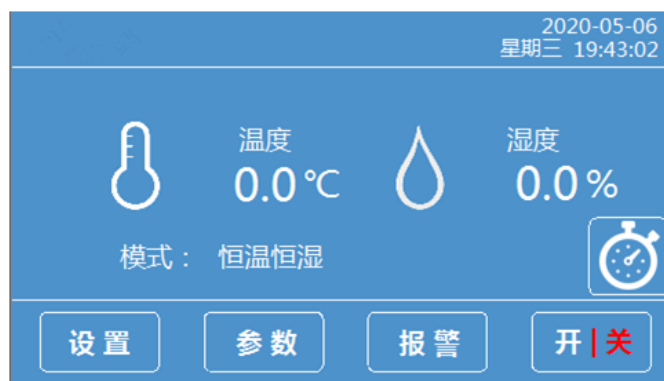 2020-05-06
星期三 19:43:02
温度
0.0℃
湿度
0.0%
模式： 恒温恒湿
设置
参数
报警
开|关